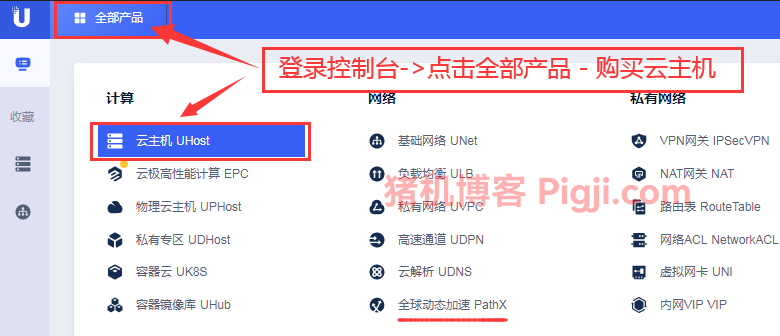 U
全部产品
登录控制台->点击全部产品 - 购买云主机
收藏
计算
云主机 UHost
云极高性能计算 EPC
物理云主机 UPHost
私有专区 UDHost
容器云 UK8S
容器镜像库 UHub
网络
基础网络 UNet
负载均衡 ULB
私有网络 UVPC
高速通道 UDPN
云解析 UDNS
全球动态加速 PathX
私有网络
VPN网关 IPSecVPN
NAT网关 NAT
路由表 RouteTable
网络ACL NetworkACL
虚拟网卡 UNI
内网VIP VIP
猪机博客 Pigji.com